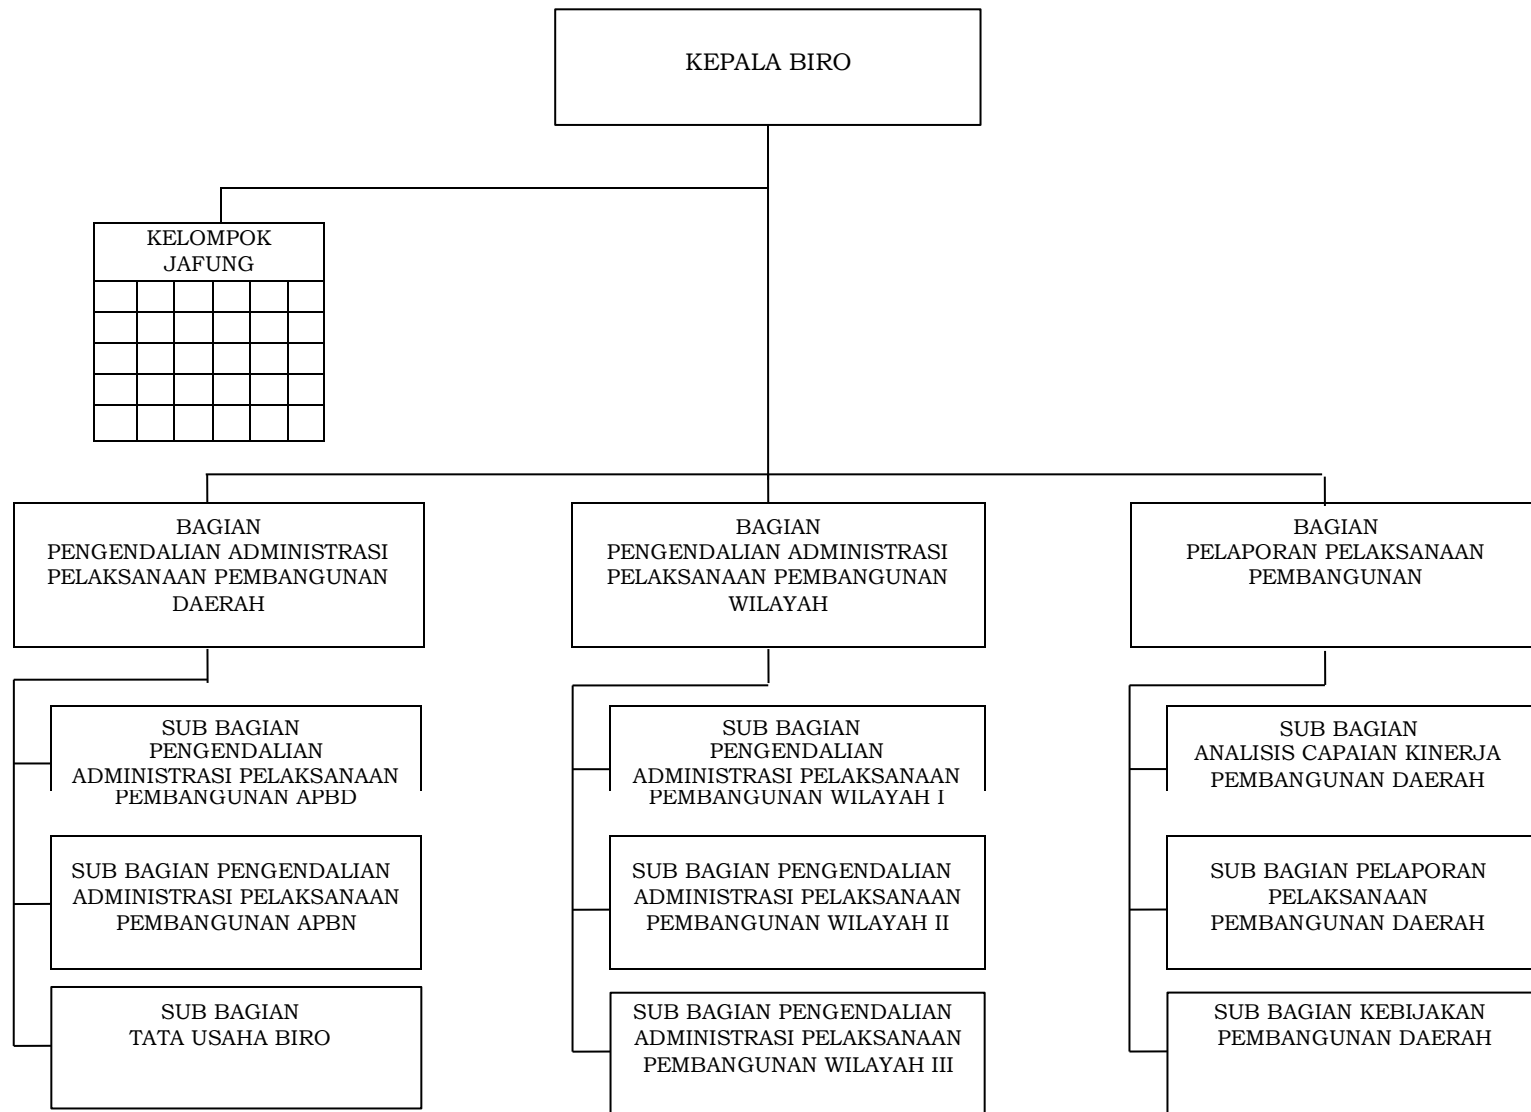 KEPALA BIRO
KELOMPOK
JAFUNG
BAGIAN
PENGENDALIAN ADMINISTRASI
PELAKSANAAN PEMBANGUNAN
DAERAH
BAGIAN
PENGENDALIAN ADMINISTRASI
PELAKSANAAN PEMBANGUNAN
WILAYAH
BAGIAN
PELAPORAN PELAKSANAAN
PEMBANGUNAN
SUB BAGIAN
PENGENDALIAN
ADMINISTRASI PELAKSANAAN
PEMBANGUNAN APBD
SUB BAGIAN
PENGENDALIAN
ADMINISTRASI PELAKSANAAN
PEMBANGUNAN WILAYAH I
SUB BAGIAN
ANALISIS CAPAIAN KINERJA
PEMBANGUNAN DAERAH
SUB BAGIAN PENGENDALIAN
ADMINISTRASI PELAKSANAAN
PEMBANGUNAN APBN
SUB BAGIAN PENGENDALIAN
ADMINISTRASI PELAKSANAAN
PEMBANGUNAN WILAYAH II
SUB BAGIAN PELAPORAN
PELAKSANAAN
PEMBANGUNAN DAERAH
SUB BAGIAN
TATA USAHA BIRO
SUB BAGIAN PENGENDALIAN
ADMINISTRASI PELAKSANAAN
PEMBANGUNAN WILAYAH III
SUB BAGIAN KEBIJAKAN
PEMBANGUNAN DAERAH